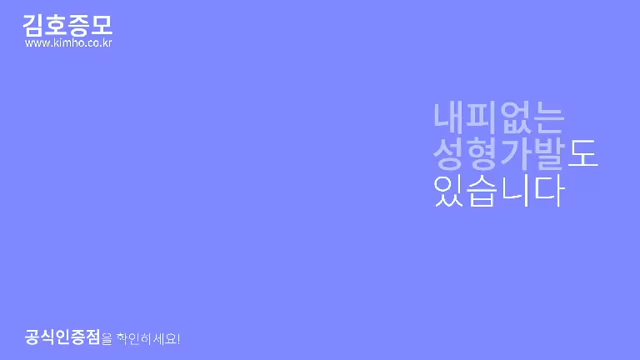 김호증모
www.kimho.co.kr
내피없는
성형가발도
있습니다
공식인증점을 확인하세요!